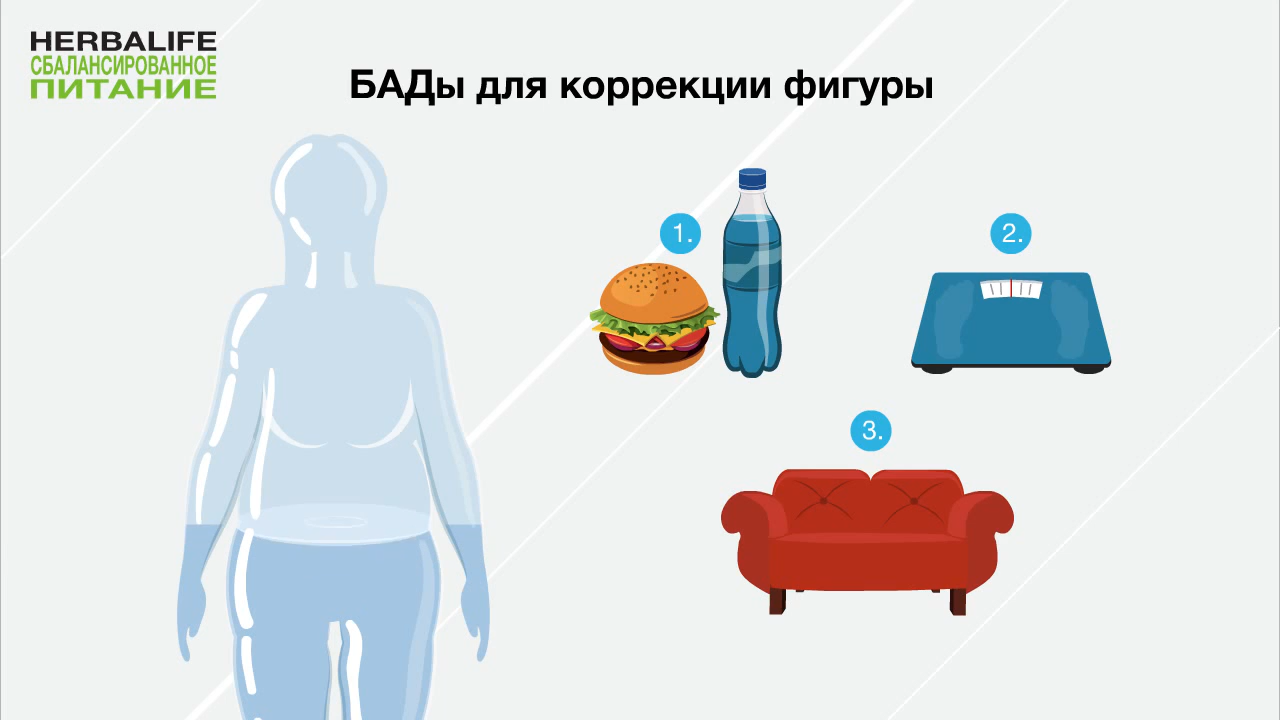 HERBALIFE
СБАЛАНСИРОВАННОЕ
ПИТАНИЕ
БАДы для коррекции фигуры
1.
2.
3.